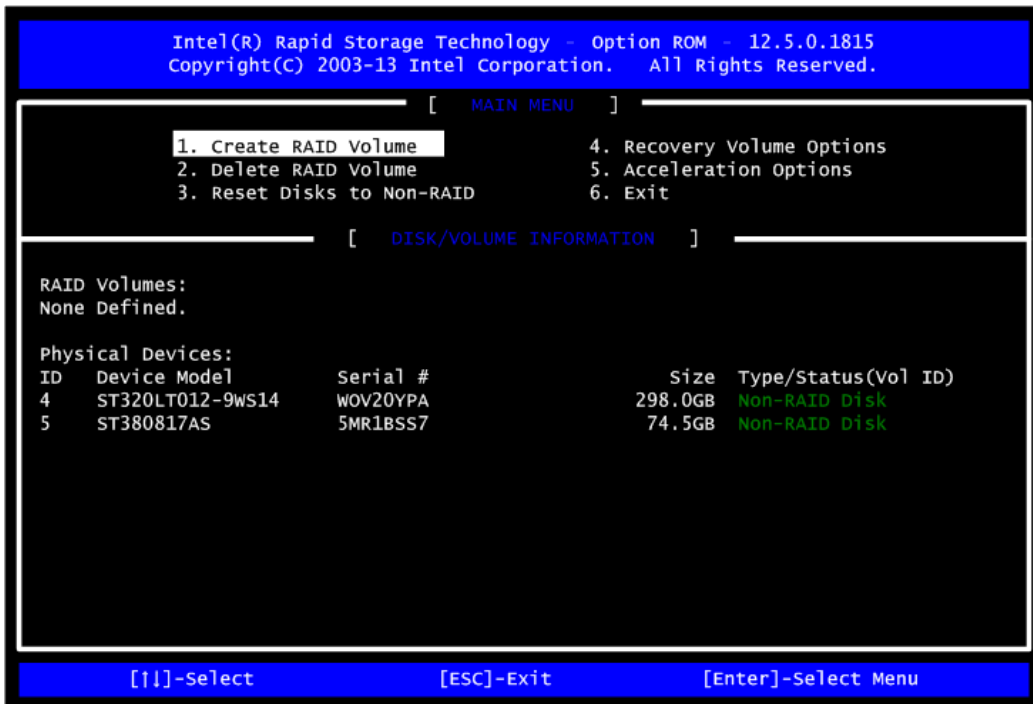 Intel(R) Rapid Storage Technology - Option ROM - 12.5.0.1815
Copyright(C) 2003-13 Intel Corporation. All Rights Reserved.
[ MAIN MENU ]
1. Create RAID Volume 4. Recovery Volume Options
2. Delete RAID Volume 5. Acceleration Options
3. Reset Disks to Non-RAID 6. Exit
[ DISK/VOLUME INFORMATION ]
RAID Volumes:
None Defined.
Physical Devices:
ID Device Model Serial # Size Type/Status(Vol ID)
4 ST320LT012-9WS14 WOV20YPA 298.0GB Non-RAID Disk
5 ST380817AS 5MR1BSS7 74.5GB Non-RAID Disk
[↑↓]-Select [ESC]-Exit [Enter]-Select Menu